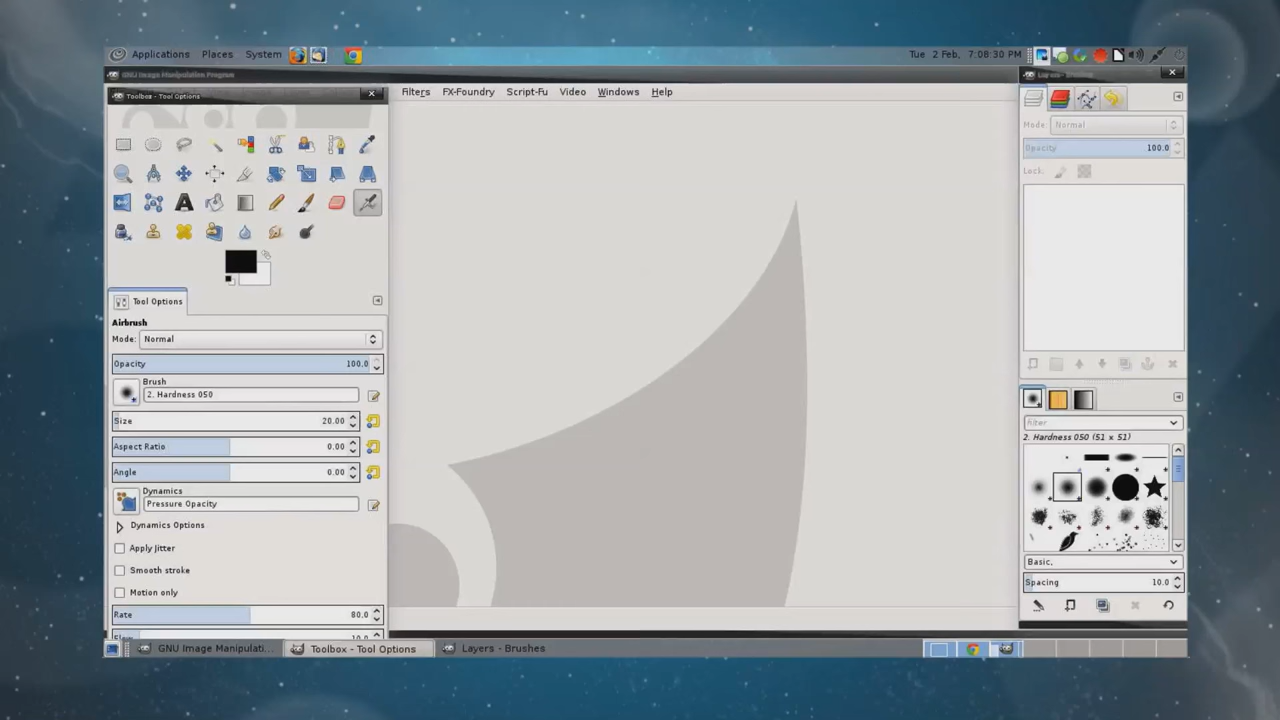 Applications Places System
Tue 2 Feb, 7:08:30 PM
GNU Image Manipulation Program
Toolbox - Tool Options
Filters FX-Foundry Script-Fu Video Windows Help
Mode: Normal
Opacity 100.0
Lock:
Tool Options
Airbrush
Mode: Normal
Opacity 100.0
Brush
2. Hardness 050
Size 20.00
Aspect Ratio 0.00
Angle 0.00
Dynamics
Pressure Opacity
Dynamics Options
Apply Jitter
Smooth stroke
Motion only
Rate 80.0
Filter
2. Hardness 050 (51 × 51)
Basic,
Spacing 10.0
GNU Image Manipulati...
Toolbox - Tool Options
Layers - Brushes